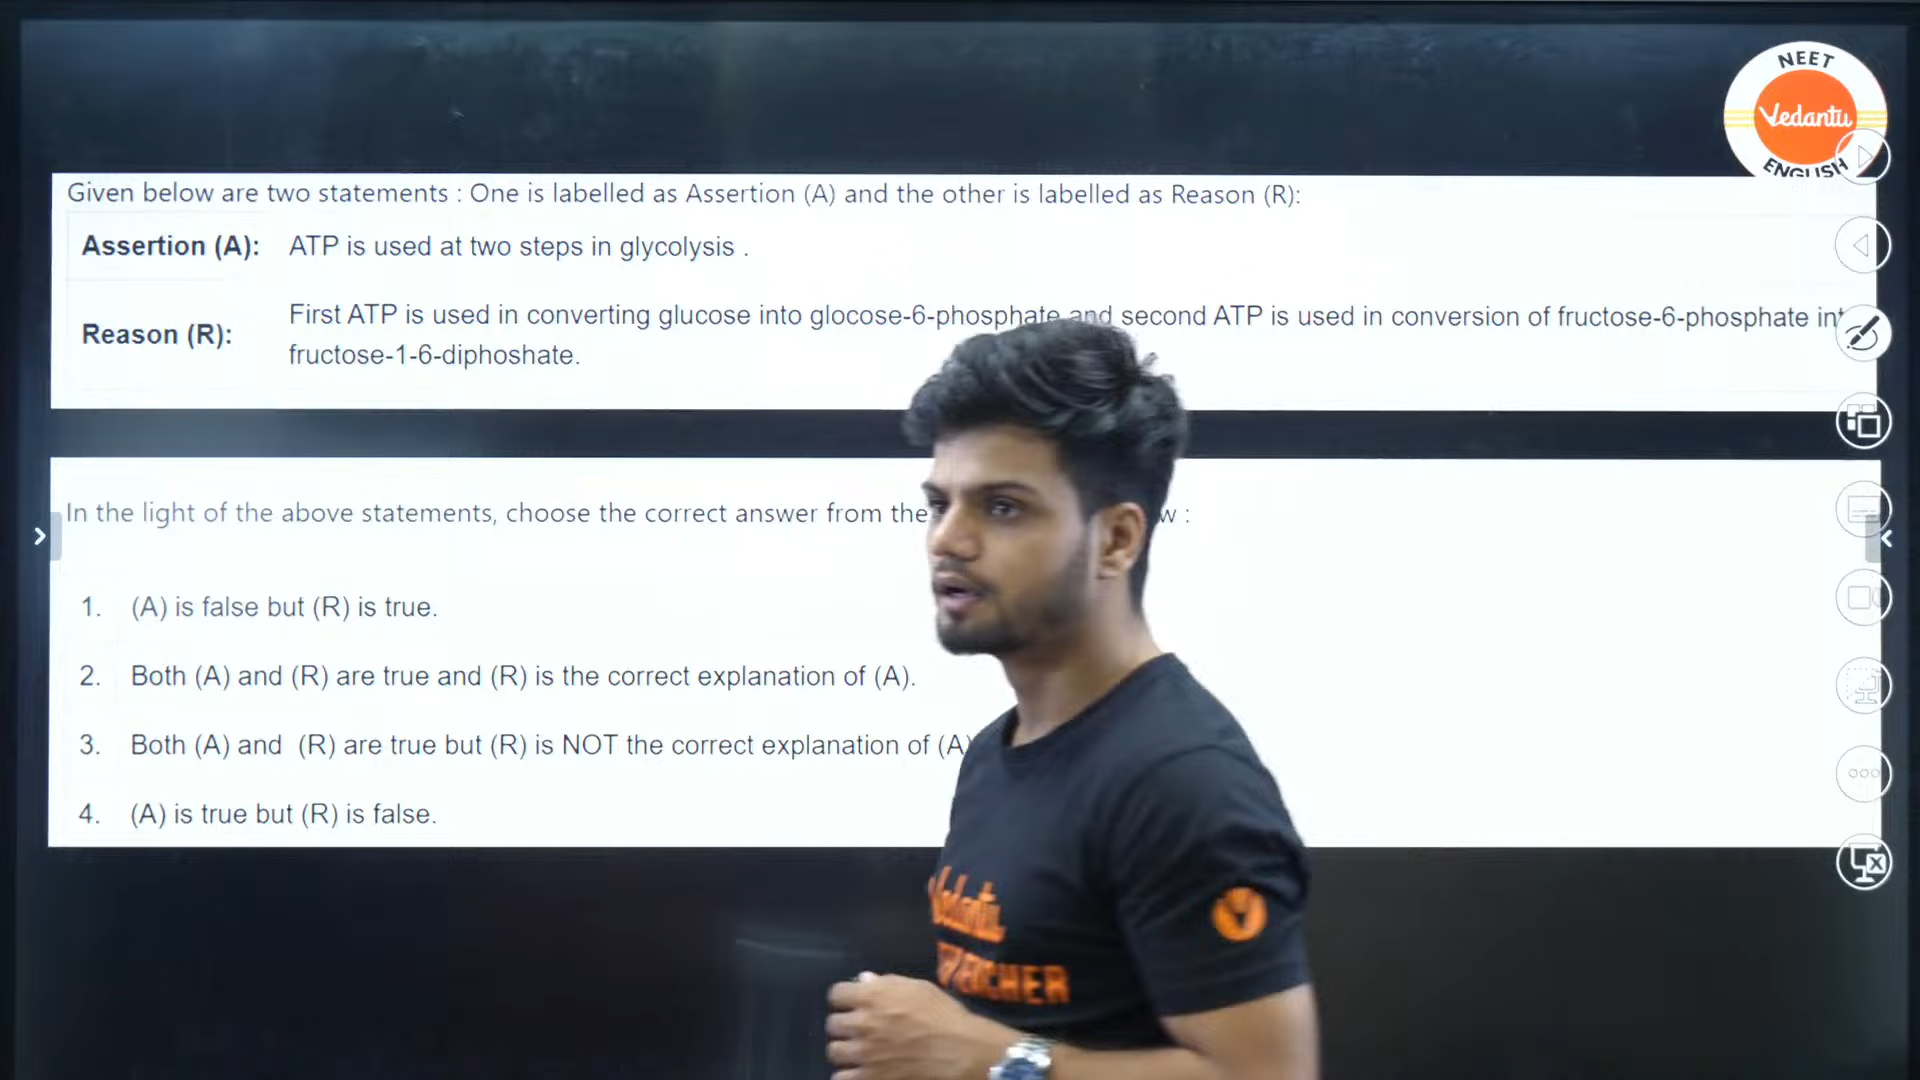 NEET
Vedantu
ENGLISH
Given below are two statements : One is labelled as Assertion (A) and the other is labelled as Reason (R):
Assertion (A): ATP is used at two steps in glycolysis .
Reason (R): First ATP is used in converting glucose into glocose-6-phosphate and second ATP is used in conversion of fructose-6-phosphate int
fructose-1-6-diphoshate.
In the light of the above statements, choose the correct answer from the w :
1. (A) is false but (R) is true.
2. Both (A) and (R) are true and (R) is the correct explanation of (A).
3. Both (A) and (R) are true but (R) is NOT the correct explanation of (A)
4. (A) is true but (R) is false.
Vedantu